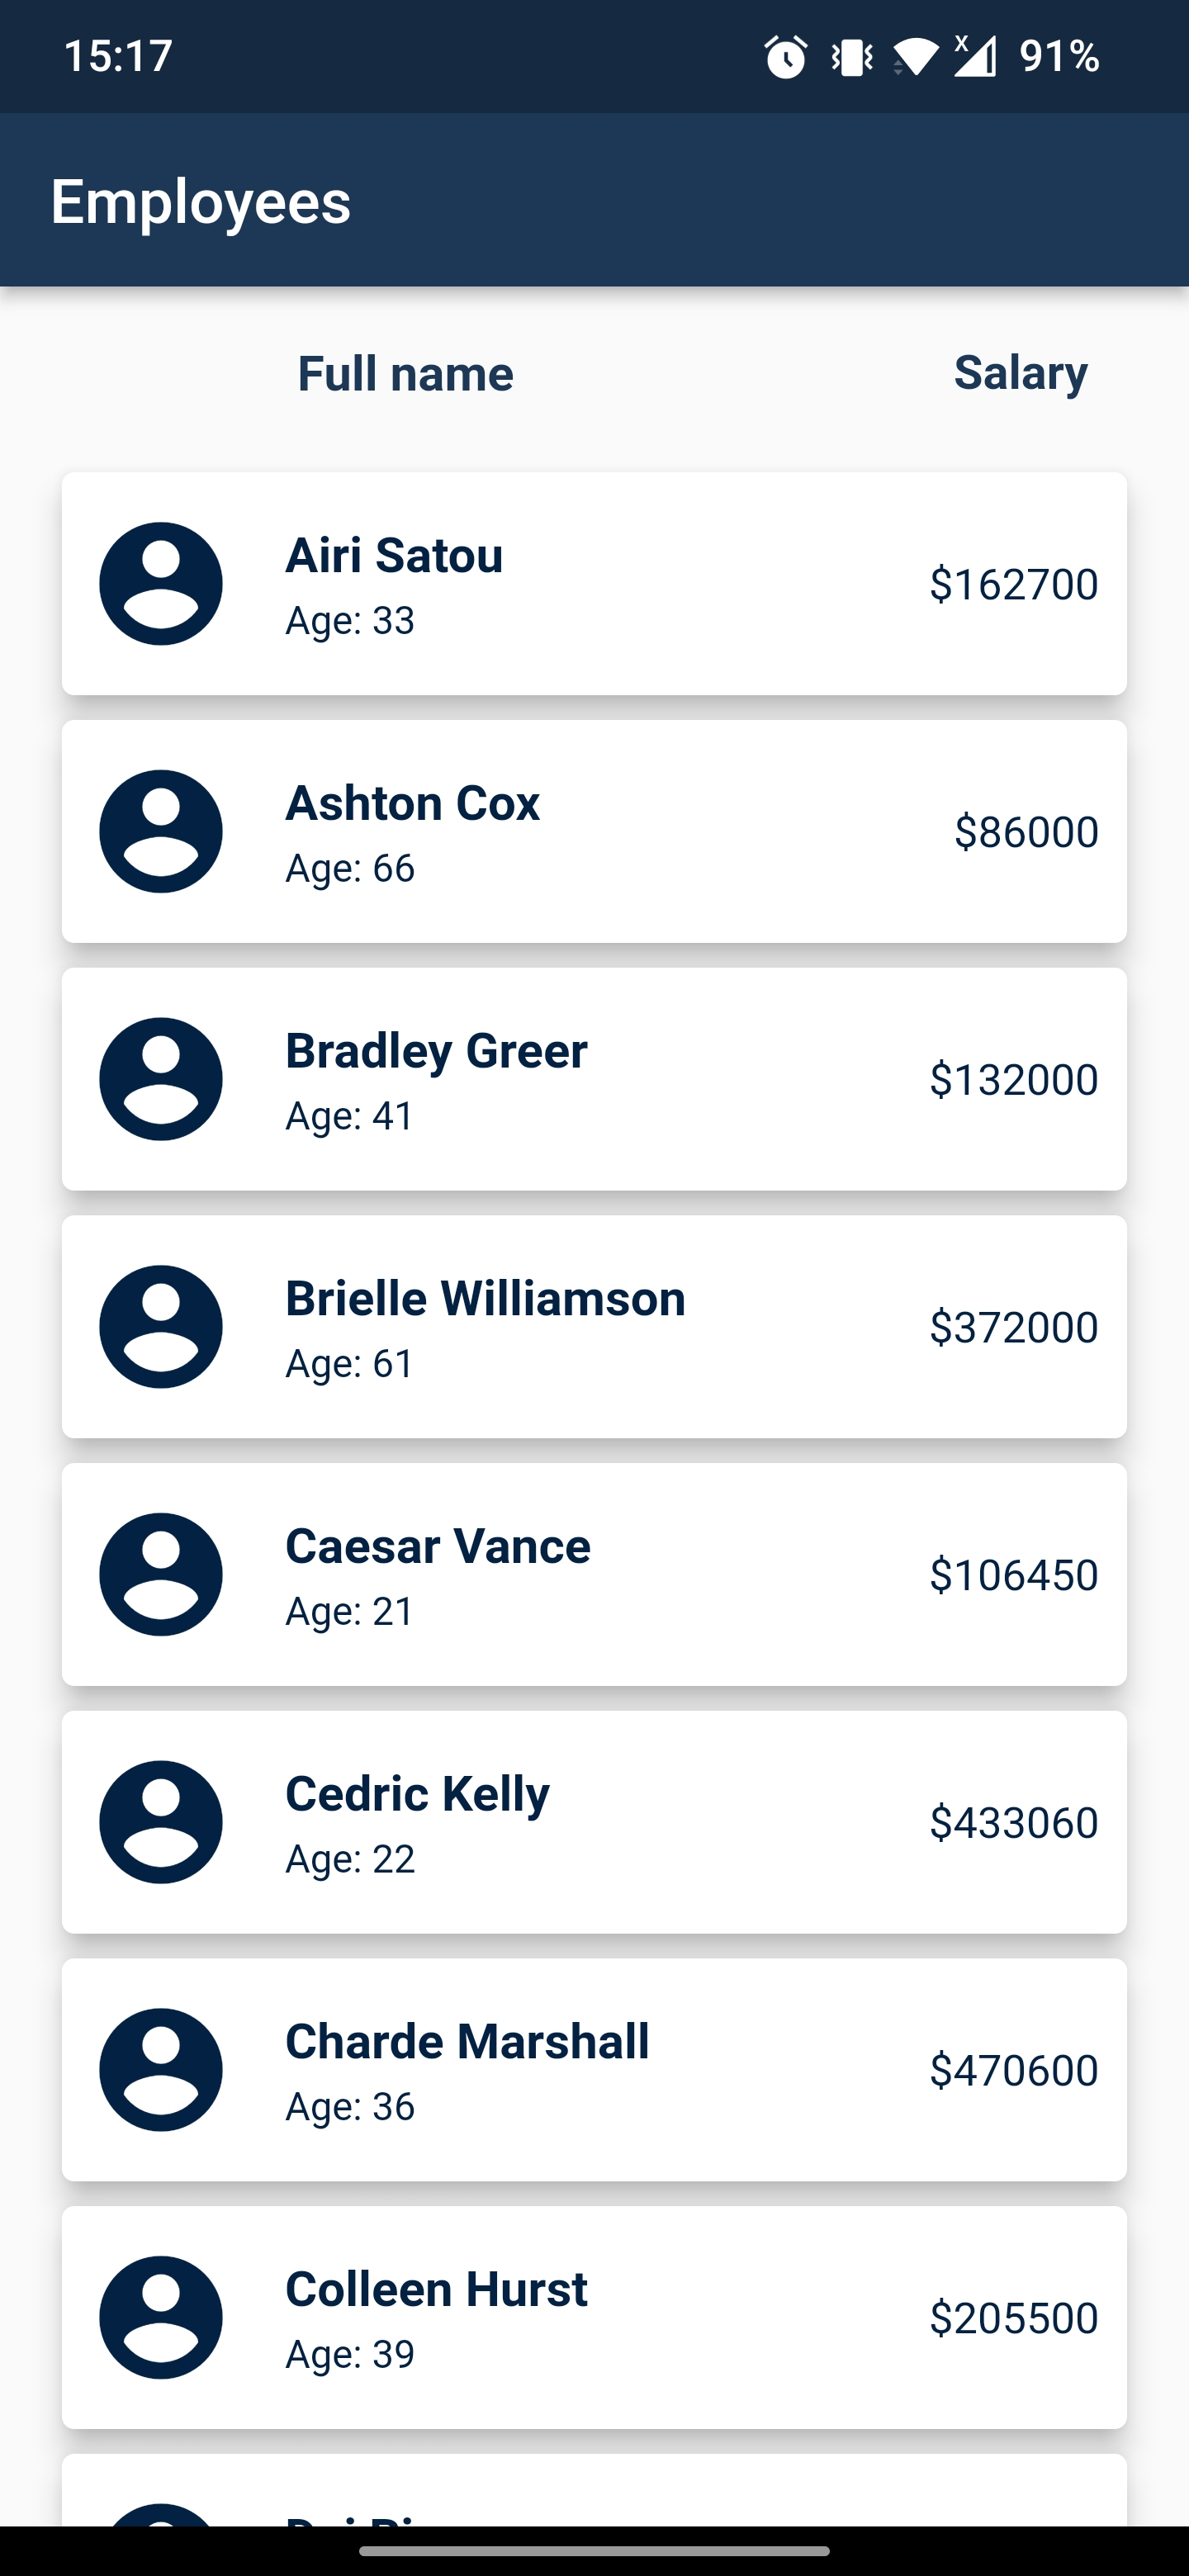 15:17
x 91%
Employees
Full name Salary
Airi Satou
Age: 33
$162700
Ashton Cox
Age: 66
$86000
Bradley Greer
Age: 41
$132000
Brielle Williamson
Age: 61
$372000
Caesar Vance
Age: 21
$106450
Cedric Kelly
Age: 22
$433060
Charde Marshall
Age: 36
$470600
Colleen Hurst
Age: 39
$205500